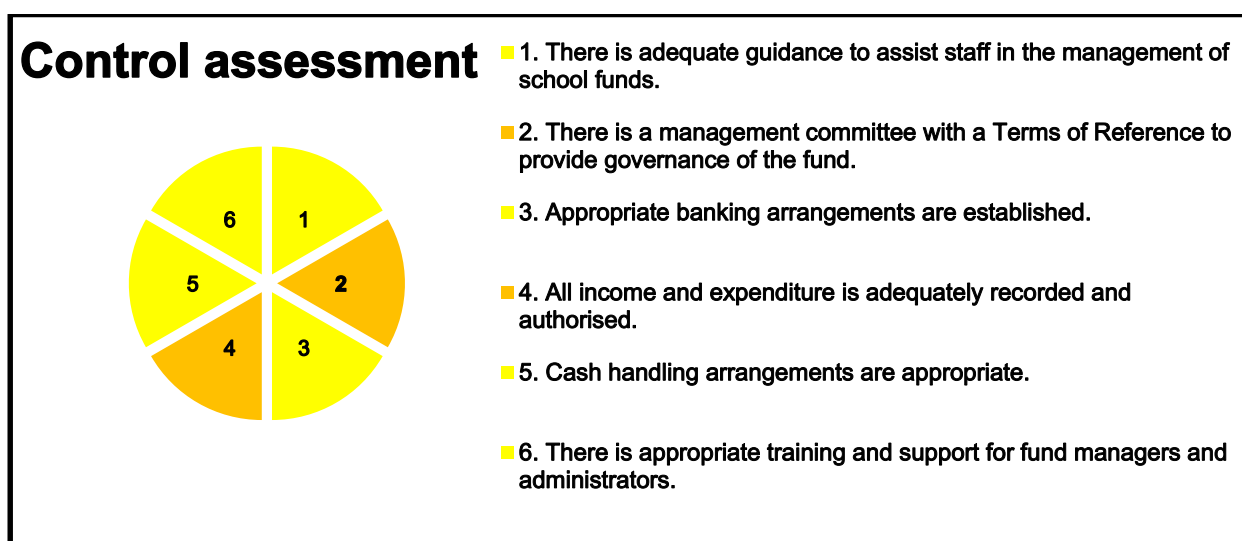 Control assessment
1. There is adequate guidance to assist staff in the management of
school funds.
2. There is a management committee with a Terms of Reference to
provide governance of the fund.
3. Appropriate banking arrangements are established.
4. All income and expenditure is adequately recorded and
authorised.
5. Cash handling arrangements are appropriate.
6. There is appropriate training and support for fund managers and
administrators.
6
1
5
2
4
3